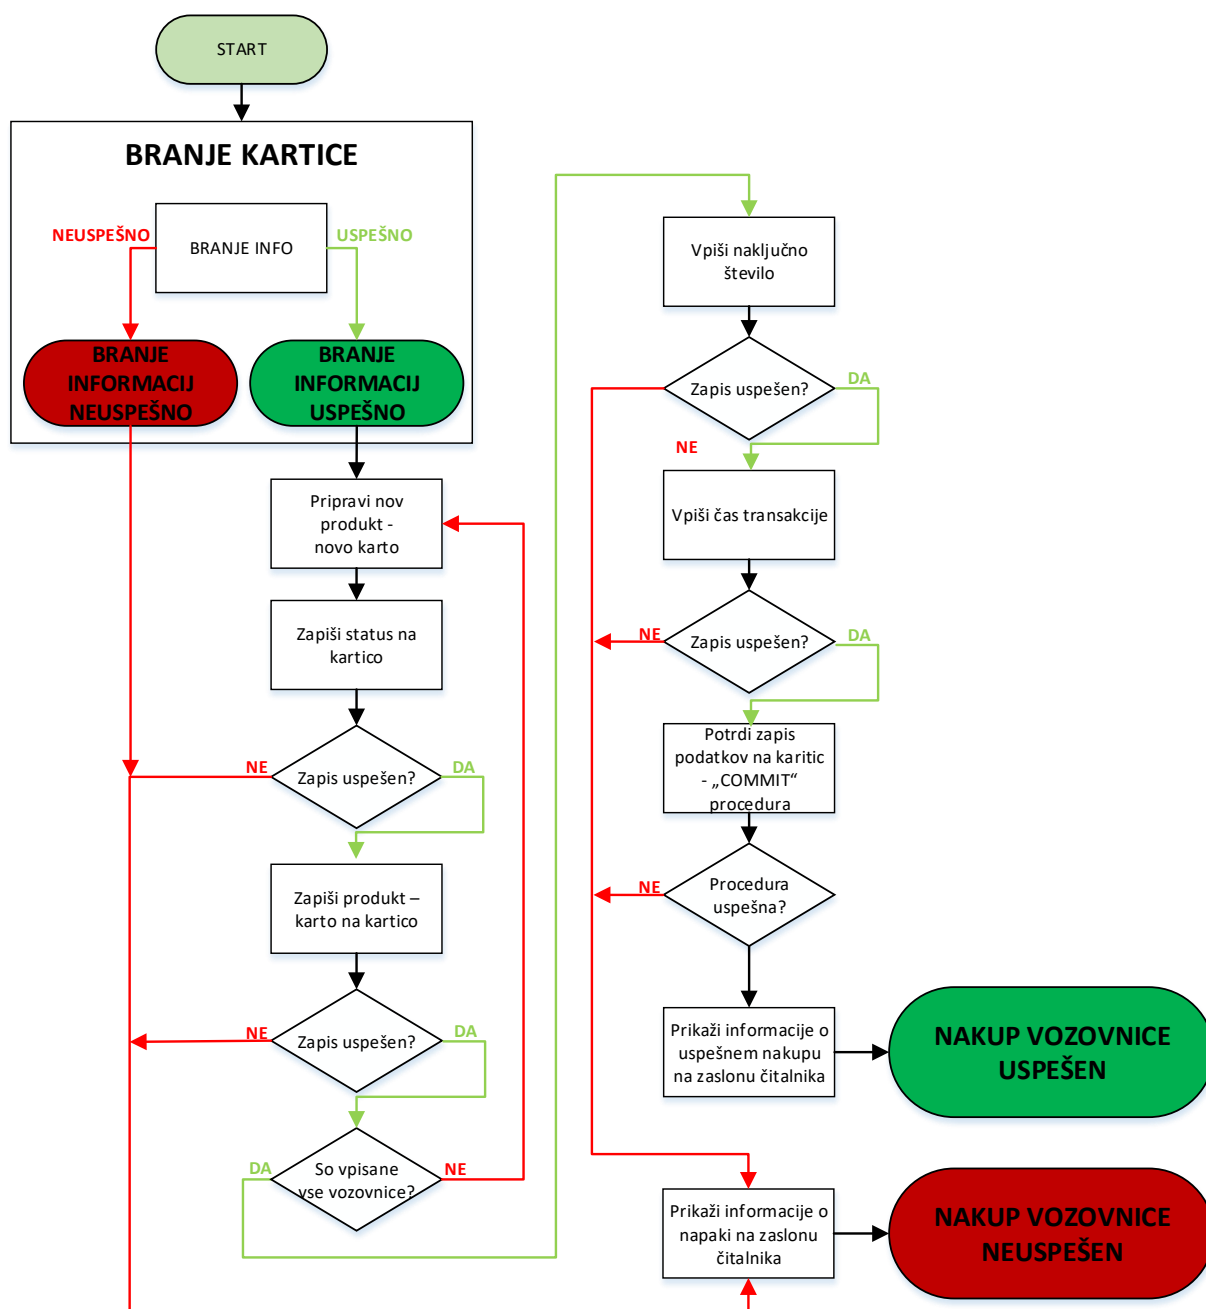 START
BRANJE KARTICE
NEUSPEŠNO
USPEŠNO
BRANJE INFO
BRANJE
INFORMACIJ
NEUSPEŠNO
BRANJE
INFORMACIJ
USPEŠNO
Pripravi nov
produkt -
novo karto
Zapiši status na
kartico
NE
Zapis uspešen?
DA
Zapiši produkt –
karto na kartico
NE
Zapis uspešen?
DA
DA
So vpisane
vse vozovnice?
NE
Vpiši naključno
število
Zapis uspešen?
DA
NE
Vpiši čas transakcije
NE
Zapis uspešen?
DA
Potrdi zapis
podatkov na karitic
- „COMMIT“
procedura
NE
Procedura
uspešna?
Prikaži informacije o
uspešnem nakupu
na zaslonu čitalnika
NAKUP VOZOVNICE
USPEŠEN
Prikaži informacije o
napaki na zaslonu
čitalnika
NAKUP VOZOVNICE
NEUSPEŠEN